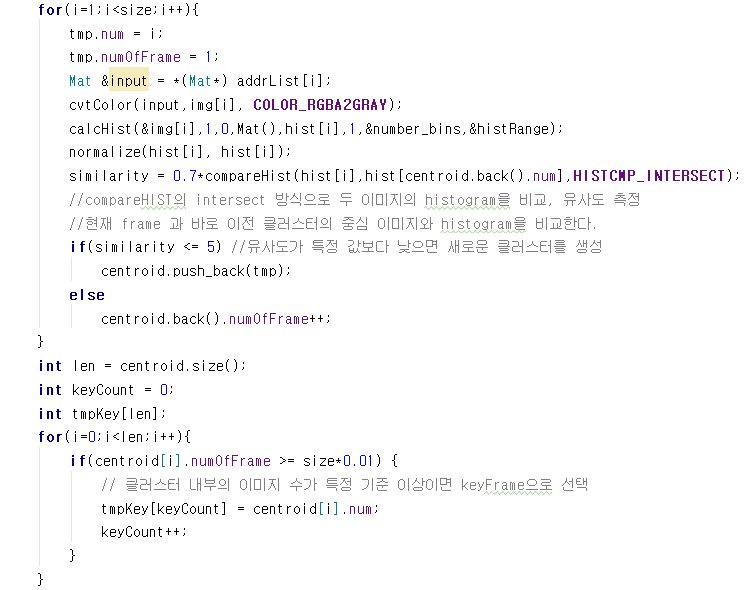 for(i=1;i<size;i++){
tmp.num = i;
tmp.numOfFrame = 1;
Mat &input = *(Mat*) addrList[i];
cvtColor(input,img[i], COLOR_RGBA2GRAY);
calcHist(&img[i],1,0,Mat(),hist[i],1,&number_bins,&histRange);
normalize(hist[i], hist[i]);
similarity = 0.7*compareHist(hist[i],hist[centroid.back().num],HISTCMP_INTERSECT);
//compareHIST의 intersect 방식으로 두 이미지의 histogram을 비교, 유사도 측정
//현재 frame 과 바로 이전 클러스터의 중심 이미지와 histogram을 비교한다.
if(similarity <= 5) //유사도가 특정 값보다 낮으면 새로운 클러스터를 생성
centroid.push_back(tmp);
else
centroid.back().numOfFrame++;
}
int len = centroid.size();
int keyCount = 0;
int tmpKey[len];
for(i=0;i<len;i++){
if(centroid[i].numOfFrame >= size*0.01) {
// 클러스터 내부의 이미지 수가 특정 기준 이상이면 keyFrame으로 선택
tmpKey[keyCount] = centroid[i].num;
keyCount++;
}
}